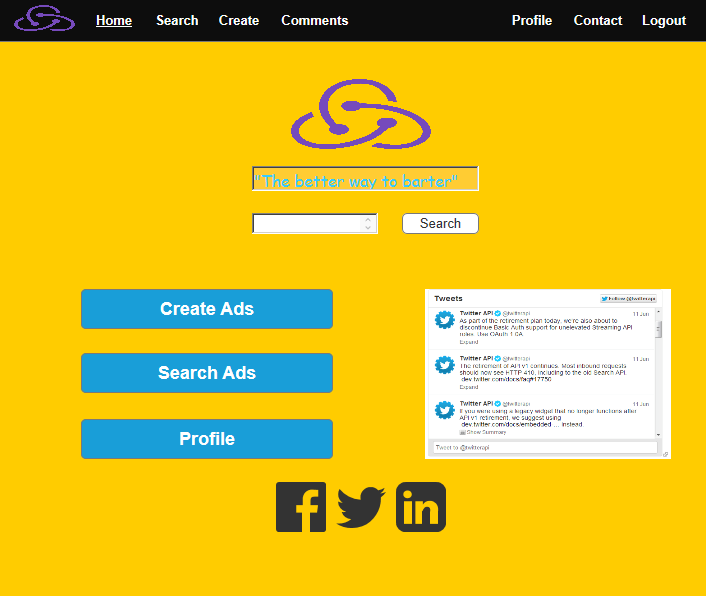 Home Search Create Comments Profile Contact Logout
"The better way to barter"
Search
Create Ads
Search Ads
Profile
Tweets Follow @twitterapi
Twitter API @twitterapi 11 Jun
As part of the retirement plan today, we're also about to
discontinue Basic Auth support for unelevated Streaming API
roles. Use OAuth 1.0A
Expand
Twitter API @twitterapi 11 Jun
The retirement of API v1 continues. Most inbound requests
should now see HTTP 410, including to the old Search API.
dev.twitter.com/docs/faq#17750
Expand
Twitter API @twitterapi 11 Jun
If you were using a legacy widget that no longer functions after
API v1 retirement, we suggest using
dev.twitter.com/docs/embedded ... instead.
Show Summary
Tweet to @twitterapi
f
in